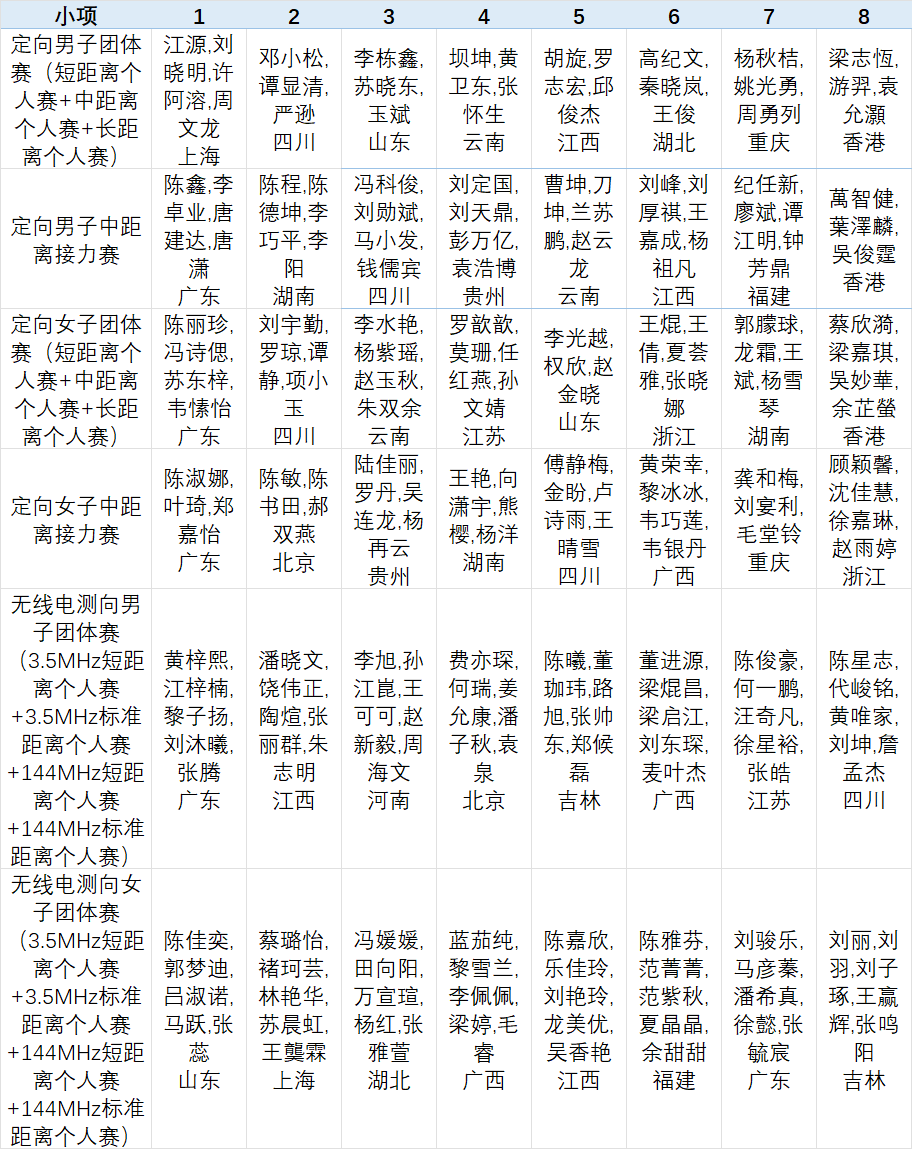 小项 1 2 3 4 5 6 7 8
定向男子团体
赛（短距离个
人赛+中距离
个人赛+长距
离个人赛）
江源,刘
晓明,许
阿溶,周
文龙
上海
邓小松,
谭显清,
严逊
四川
李栋鑫,
苏晓东,
玉斌
山东
坝坤,黄
卫东,张
怀生
云南
胡旋,罗
志宏,邱
俊杰
江西
高纪文,
秦晓岚,
王俊
湖北
杨秋桔,
姚光勇,
周勇列
重庆
梁志恆,
游羿,袁
允灝
香港
定向男子中距
离接力赛
陈鑫,李
卓业,唐
建达,唐
潇
广东
陈程,陈
德坤,李
巧平,李
阳
湖南
冯科俊,
刘勋斌,
马小发,
钱儒宾
四川
刘定国,
刘天鼎,
彭万亿,
袁浩博
贵州
曹坤,刀
坤,兰苏
鹏,赵云
龙
云南
刘峰,刘
厚祺,王
嘉成,杨
祖凡
江西
纪任新,
廖斌,谭
江明,钟
芳鼎
福建
萬智健,
葉澤麟,
吳俊霆
香港
定向女子团体
赛（短距离个
人赛+中距离
个人赛+长距
离个人赛）
陈丽珍,
冯诗偲,
苏东梓,
韦愫怡
广东
刘宇勤,
罗琼,谭
静,项小
玉
四川
李水艳,
杨紫瑶,
赵玉秋,
朱双余
云南
罗歆歆,
莫珊,任
红燕,孙
文婧
江苏
李光越,
权欣,赵
金晓
山东
王焜,王
倩,夏荟
雅,张晓
娜
浙江
郭朦球,
龙霜,王
斌,杨雪
琴
湖南
蔡欣漪,
梁嘉琪,
吳妙華,
余芷螢
香港
定向女子中距
离接力赛
陈淑娜,
叶琦,郑
嘉怡
广东
陈敏,陈
书田,郝
双燕
北京
陆佳丽,
罗丹,吴
连龙,杨
再云
贵州
王艳,向
潇宇,熊
樱,杨洋
湖南
傅静梅,
金盼,卢
诗雨,王
晴雪
四川
黄荣幸,
黎冰冰,
韦巧莲,
韦银丹
广西
龚和梅,
刘宴利,
毛堂铃
重庆
顾颖馨,
沈佳慧,
徐嘉琳,
赵雨婷
浙江
无线电测向男
子团体赛
（3.5MHz短距
离个人赛
+3.5MHz标准
距离个人赛
+144MHz短距
离个人赛
+144MHz标准
距离个人赛）
黄梓熙,
江梓楠,
黎子扬,
刘沐曦,
张腾
广东
潘晓文,
饶伟正,
陶煊,张
丽群,朱
志明
江西
李旭,孙
江崑,王
可可,赵
新毅,周
海文
河南
费亦琛,
何瑞,姜
允康,潘
子秋,袁
泉
北京
陈曦,董
珈玮,路
旭,张帅
东,郑候
磊
吉林
董进源,
梁焜昌,
梁启江,
刘东琛,
麦叶杰
广西
陈俊豪,
何一鹏,
汪奇凡,
徐星裕,
张皓
江苏
陈星志,
代峻铭,
黄唯家,
刘坤,詹
孟杰
四川
无线电测向女
子团体赛
（3.5MHz短距
离个人赛
+3.5MHz标准
距离个人赛
+144MHz短距
离个人赛
+144MHz标准
距离个人赛）
陈佳奕,
郭梦迪,
吕淑诺,
马跃,张
蕊
山东
蔡璐怡,
褚珂芸,
林艳华,
苏晨虹,
王龑霖
上海
冯媛媛,
田向阳,
万宣瑄,
杨红,张
雅萱
湖北
蓝茄纯,
黎雪兰,
李佩佩,
梁婷,毛
睿
广西
陈嘉欣,
乐佳玲,
刘艳玲,
龙美优,
吴香艳
江西
陈雅芬,
范菁菁,
范紫秋,
夏晶晶,
余甜甜
福建
刘骏乐,
马彦蓁,
潘希真,
徐懿,张
毓宸
广东
刘丽,刘
羽,刘子
琢,王赢
辉,张鸣
阳
吉林